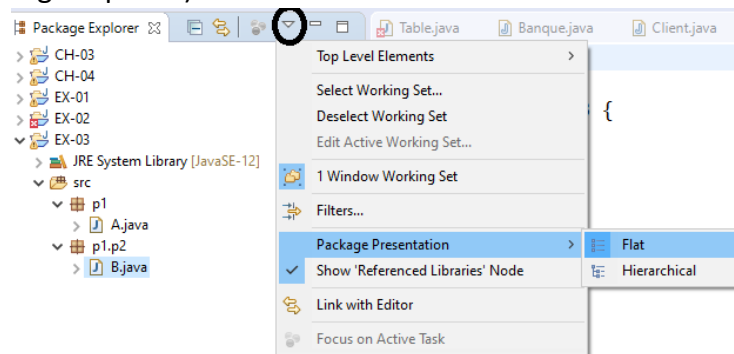 Package Explorer
Table.java
Banque.java
Client.java
CH-03
CH-04
EX-01
EX-02
EX-03
JRE System Library [JavaSE-12]
src
p1
A.java
p1.p2
B.java
Top Level Elements
Select Working Set...
Deselect Working Set
Edit Active Working Set...
1 Window Working Set
Filters...
Package Presentation
Show 'Referenced Libraries' Node
Link with Editor
Focus on Active Task
Flat
Hierarchical
{